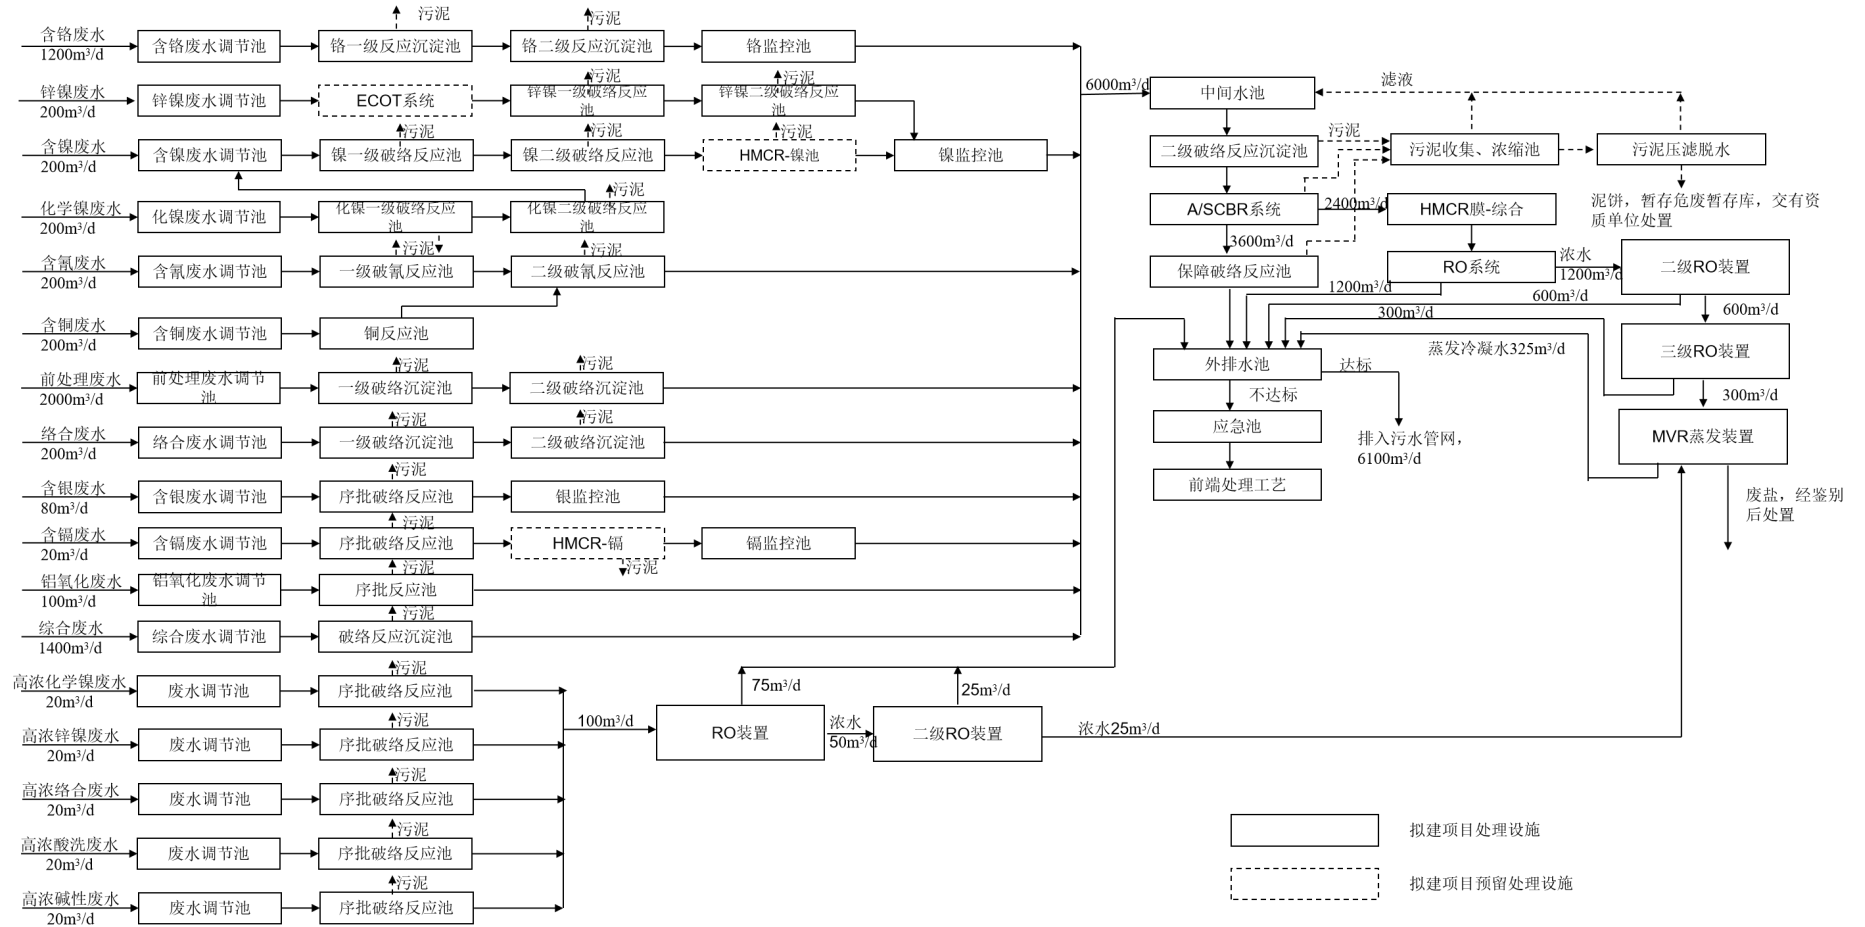 污泥
污泥
含铬废水
1200m³/d
含铬废水调节池
铬一级反应沉淀池
铬二级反应沉淀池
铬监控池
污泥
污泥
锌镍废水
200m³/d
锌镍废水调节池
ECOT系统
锌镍一级破络反应
池
锌镍二级破络反应
池
污泥
污泥
污泥
含镍废水
200m³/d
含镍废水调节池
镍一级破络反应池
镍二级破络反应池
HMCR-镍池
镍监控池
污泥
化学镍废水
200m³/d
化镍废水调节池
化镍一级破络反应
池
化镍二级破络反应
池
污泥
污泥
含氰废水
200m³/d
含氰废水调节池
一级破氰反应池
二级破氰反应池
含铜废水
200m³/d
含铜废水调节池
铜反应池
污泥
污泥
前处理废水
2000m³/d
前处理废水调节
池
一级破络沉淀池
二级破络沉淀池
污泥
污泥
络合废水
200m³/d
络合废水调节池
一级破络沉淀池
二级破络沉淀池
污泥
含银废水
80m³/d
含银废水调节池
序批破络反应池
银监控池
污泥
含镉废水
20m³/d
含镉废水调节池
序批破络反应池
HMCR-镉
镉监控池
污泥
污泥
铝氧化废水
100m³/d
铝氧化废水调节
池
序批反应池
污泥
综合废水
1400m³/d
综合废水调节池
破络反应沉淀池
污泥
高浓化学镍废水
20m³/d
废水调节池
序批破络反应池
污泥
高浓锌镍废水
20m³/d
废水调节池
序批破络反应池
污泥
高浓络合废水
20m³/d
废水调节池
序批破络反应池
污泥
高浓酸洗废水
20m³/d
废水调节池
序批破络反应池
污泥
高浓碱性废水
20m³/d
废水调节池
序批破络反应池
100m³/d
RO装置
75m³/d
浓水
50m³/d
二级RO装置
25m³/d
浓水25m³/d
6000m³/d
中间水池
滤液
二级破络反应沉淀池
污泥
污泥收集、浓缩池
污泥压滤脱水
泥饼，暂存危废暂存库，交有资
质单位处置
A/SCBR系统
2400m³/d
HMCR膜-综合
3600m³/d
保障破络反应池
RO系统
浓水
1200m³/d
二级RO装置
1200m³/d
600m³/d
600m³/d
300m³/d
三级RO装置
蒸发冷凝水325m³/d
300m³/d
外排水池
达标
不达标
应急池
排入污水管网，
6100m³/d
MVR蒸发装置
前端处理工艺
废盐，经鉴别
后处置
拟建项目处理设施
拟建项目预留处理设施